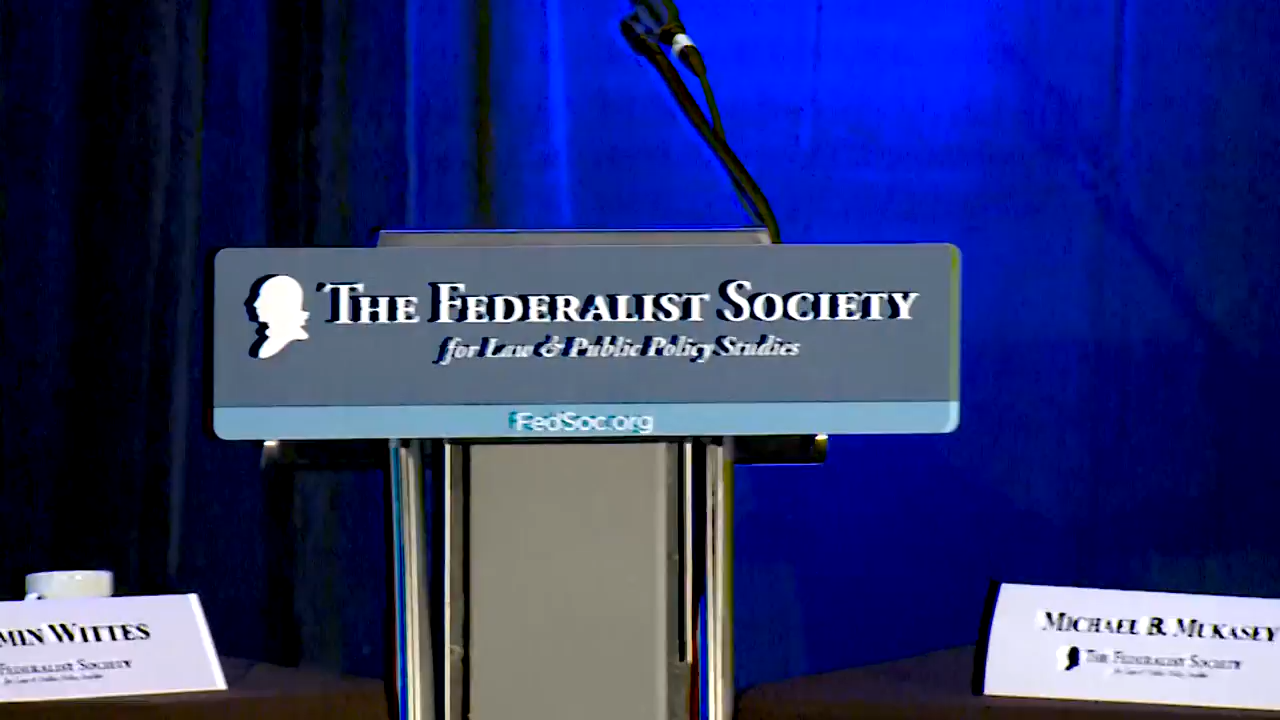 THE FEDERALIST SOCIETY
for Law & Public Policy Studies
FedSoc.org
MIN WITTES
FEDERALIST SOCIETY
MICHAEL B. MUKASEY
THE FEDERALIST SOCIETY